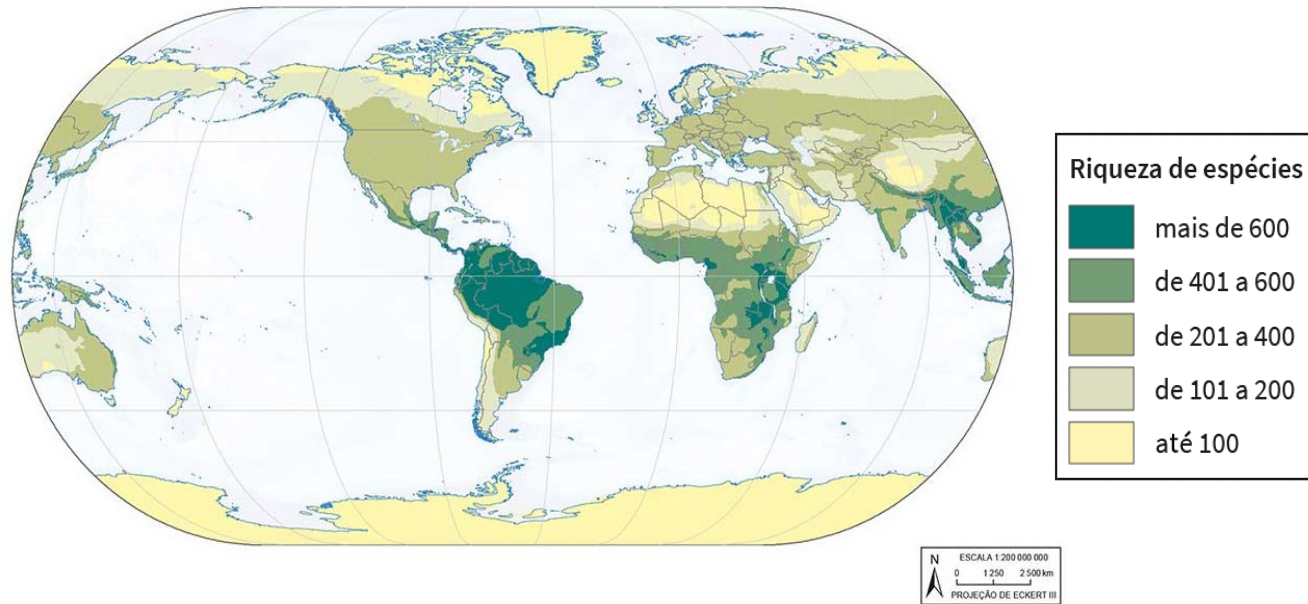 Riqueza de espécies
mais de 600
de 401 a 600
de 201 a 400
de 101 a 200
até 100
N
ESCALA 1:200 000 000
0 1 250 2 500 km
PROJEÇÃO DE ECKERT III